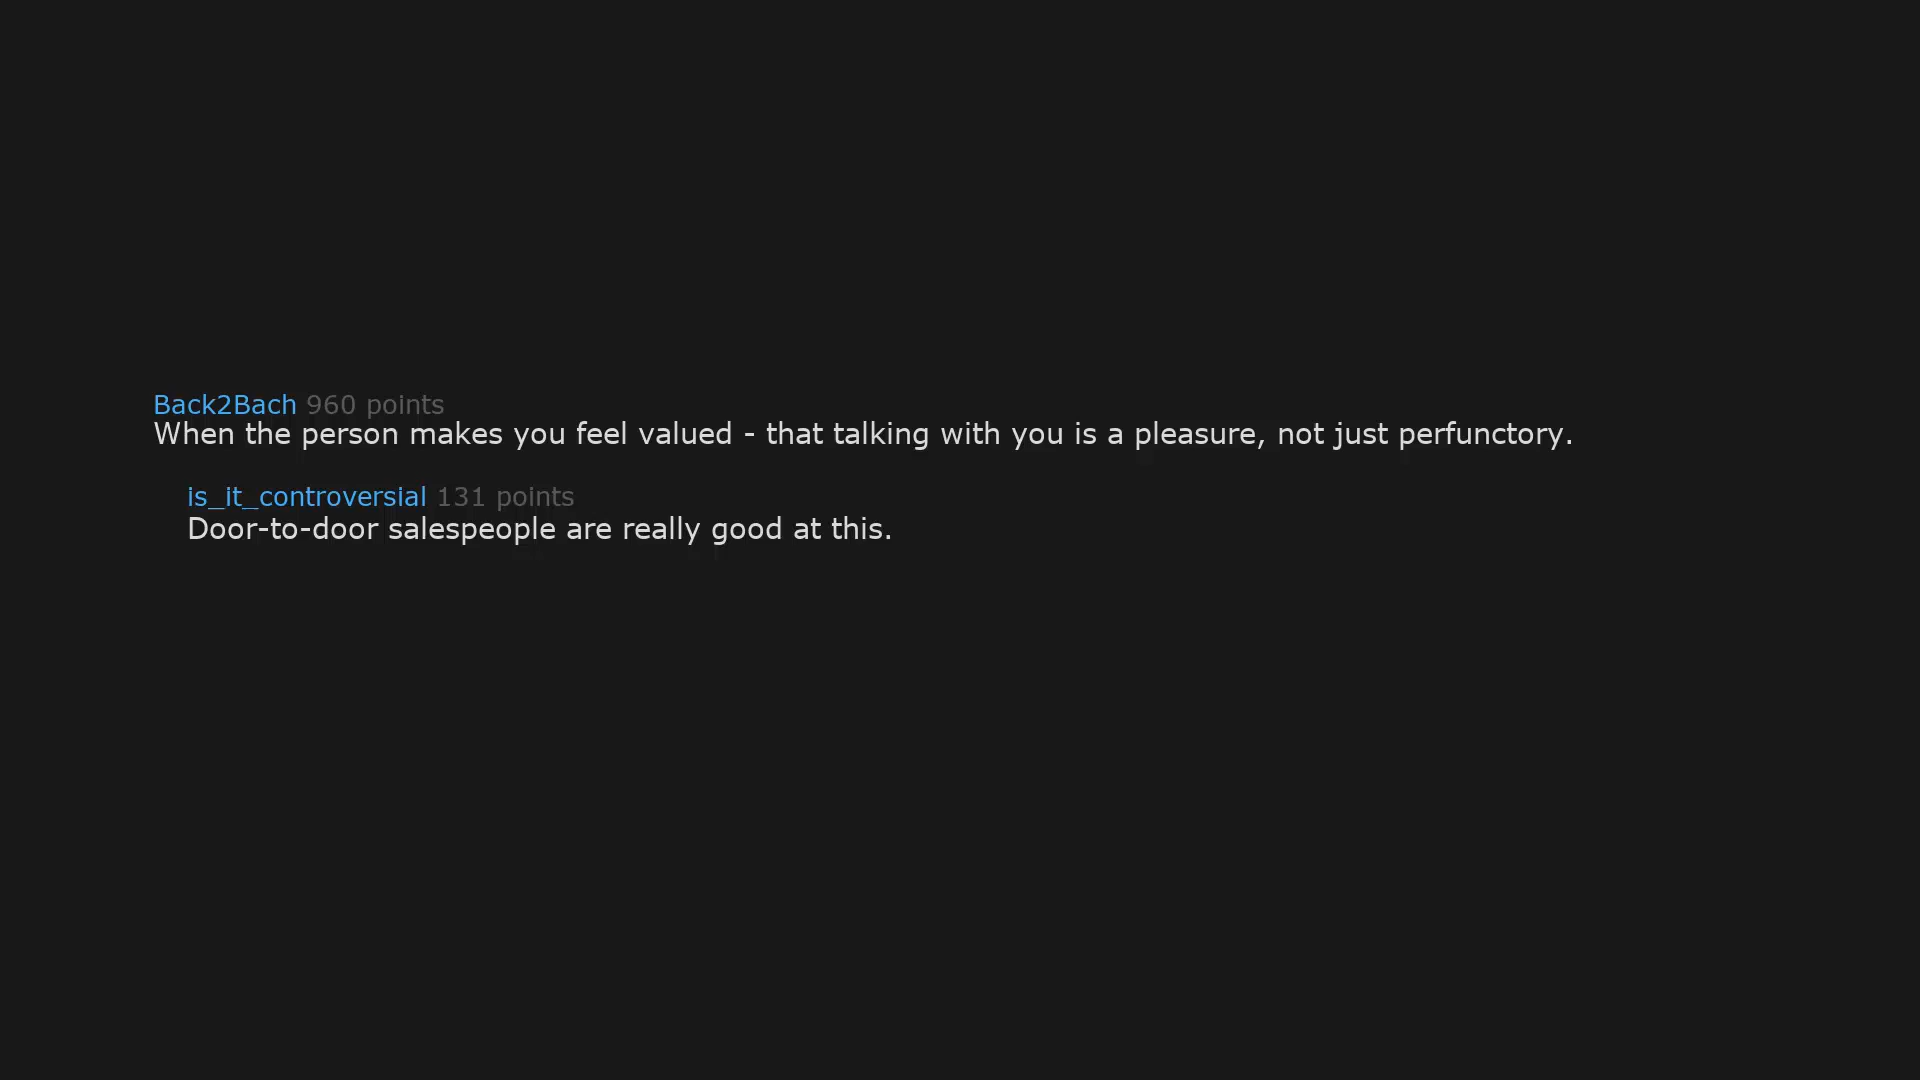 Back2Bach 960 points
When the person makes you feel valued - that talking with you is a pleasure, not just perfunctory.
is_it_controversial 131 points
Door-to-door salespeople are really good at this.